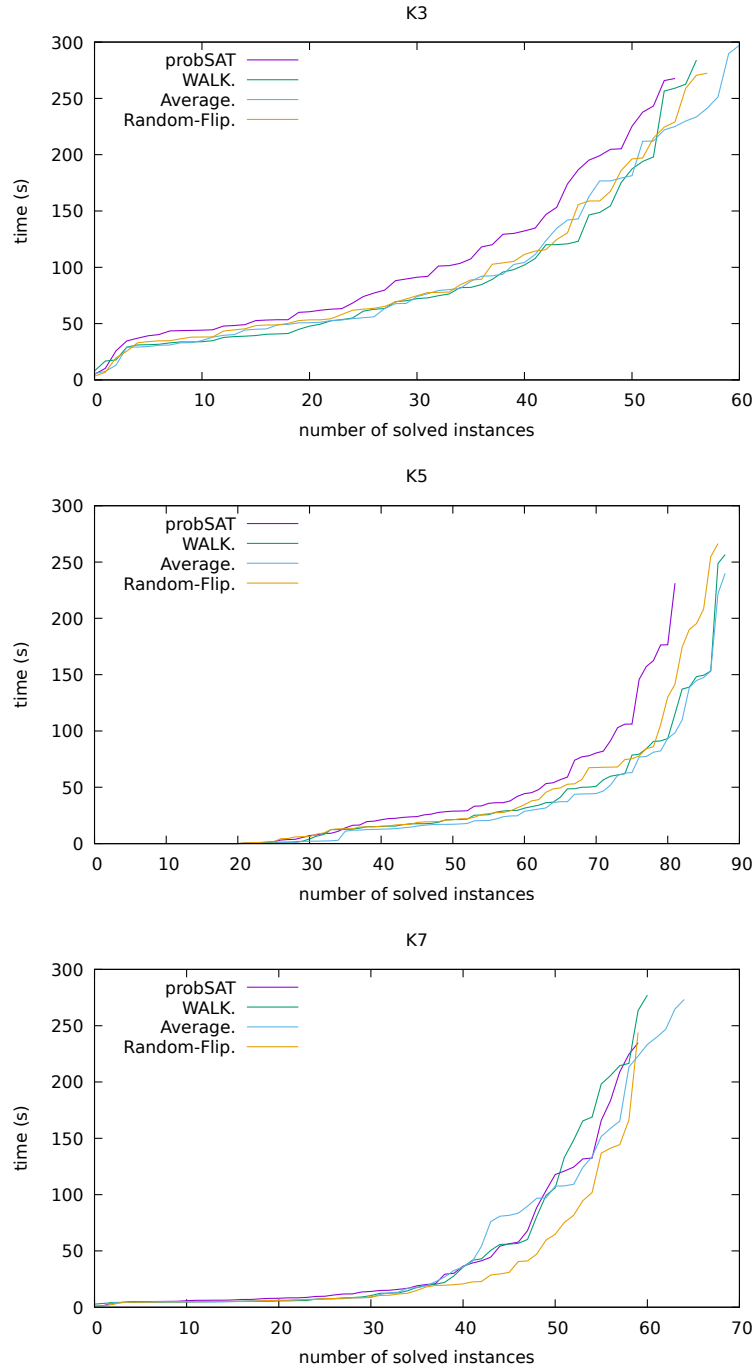 K3
300
250
200
150
100
50
0
time (s)
probSAT
WALK.
Average.
Random-Flip.
0 10 20 30 40 50 60
number of solved instances
K5
300
250
200
150
100
50
0
time (s)
probSAT
WALK.
Average.
Random-Flip.
0 10 20 30 40 50 60 70 80 90
number of solved instances
K7
300
250
200
150
100
50
0
time (s)
probSAT
WALK.
Average.
Random-Flip.
0 10 20 30 40 50 60 70
number of solved instances